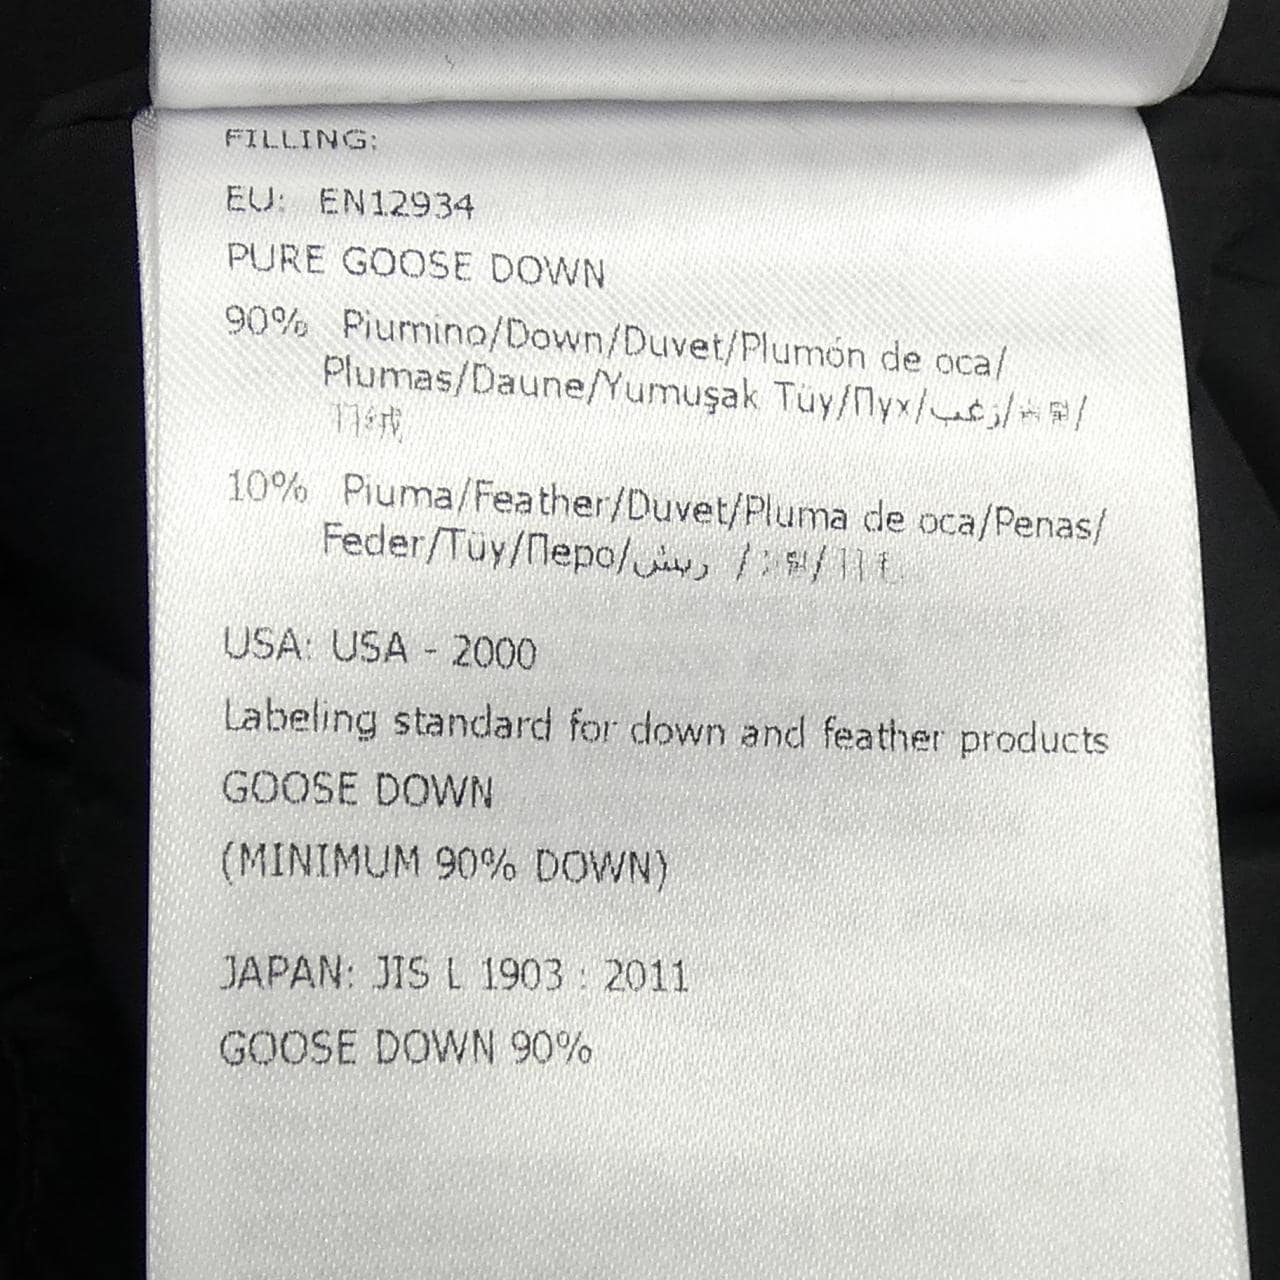 FILLING:
EU: EN12934
PURE GOOSE DOWN
90% Piumino/Down/Duvet/Plumón de oca/
Plumas/Daune/Yumuşak Tüy/Пух/زغب/솜털/
羽绒
10% Piuma/Feather/Duvet/Pluma de oca/Penas/
Feder/Tüy/Перо/ريش /
USA: USA - 2000
Labeling standard for down and feather products
GOOSE DOWN
(MINIMUM 90% DOWN)
JAPAN: JIS L 1903 : 2011
GOOSE DOWN 90%